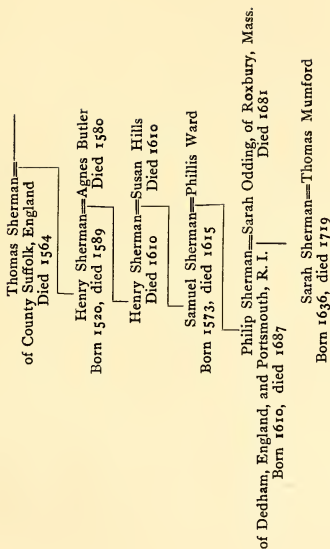 Thomas Sherman=
of County Suffolk, England
Died 1564
Henry Sherman=Agnes Butler
Born 1520, died 1589 Died 1580
Henry Sherman=Susan Hills
Died 1610 Died 1610
Samuel Sherman=Phillis Ward
Born 1573, died 1615
Philip Sherman=Sarah Odding, of Roxbury, Mass.
of Dedham, England, and Portsmouth, R. I. Died 1681
Born 1610, died 1687
Sarah Sherman=Thomas Mumford
Born 1636, died 1719